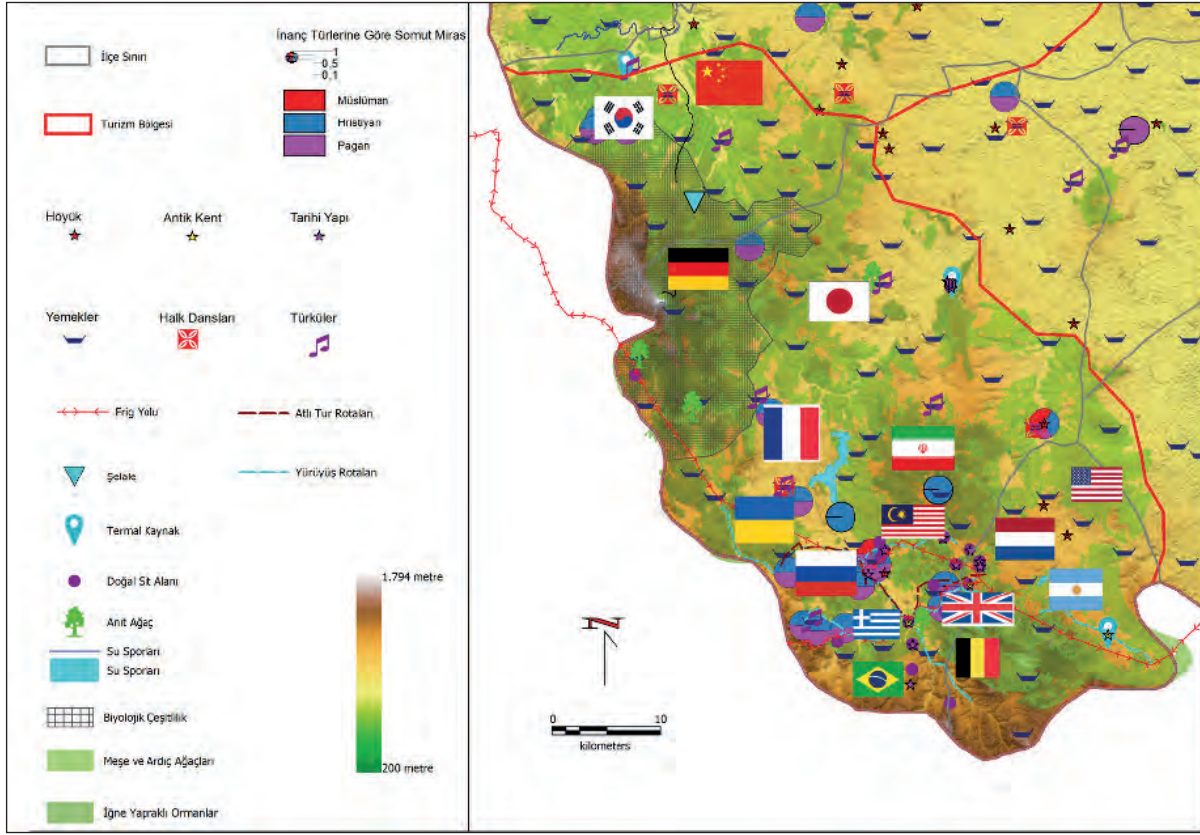 İnanç Türlerine Göre Somut Miras
1
0.5
0.1
İlçe Sınırı
Müslüman
Turizm Bölgesi
Hristiyan
Pagan
Höyük
Antik Kent
Tarihi Yapı
Yemekler
Halk Dansları
Türküler
Frig Yolu
Atlı Tur Rotaları
Şelale
Yürüyüş Rotaları
Termal Kaynak
Doğal Sit Alanı
1.794 metre
Anıt Ağaç
Su Sporları
Su Sporları
Biyolojik Çeşitlilik
0 10
kilometers
Meşe ve Ardıç Ağaçları
200 metre
İğne Yapraklı Ormanlar